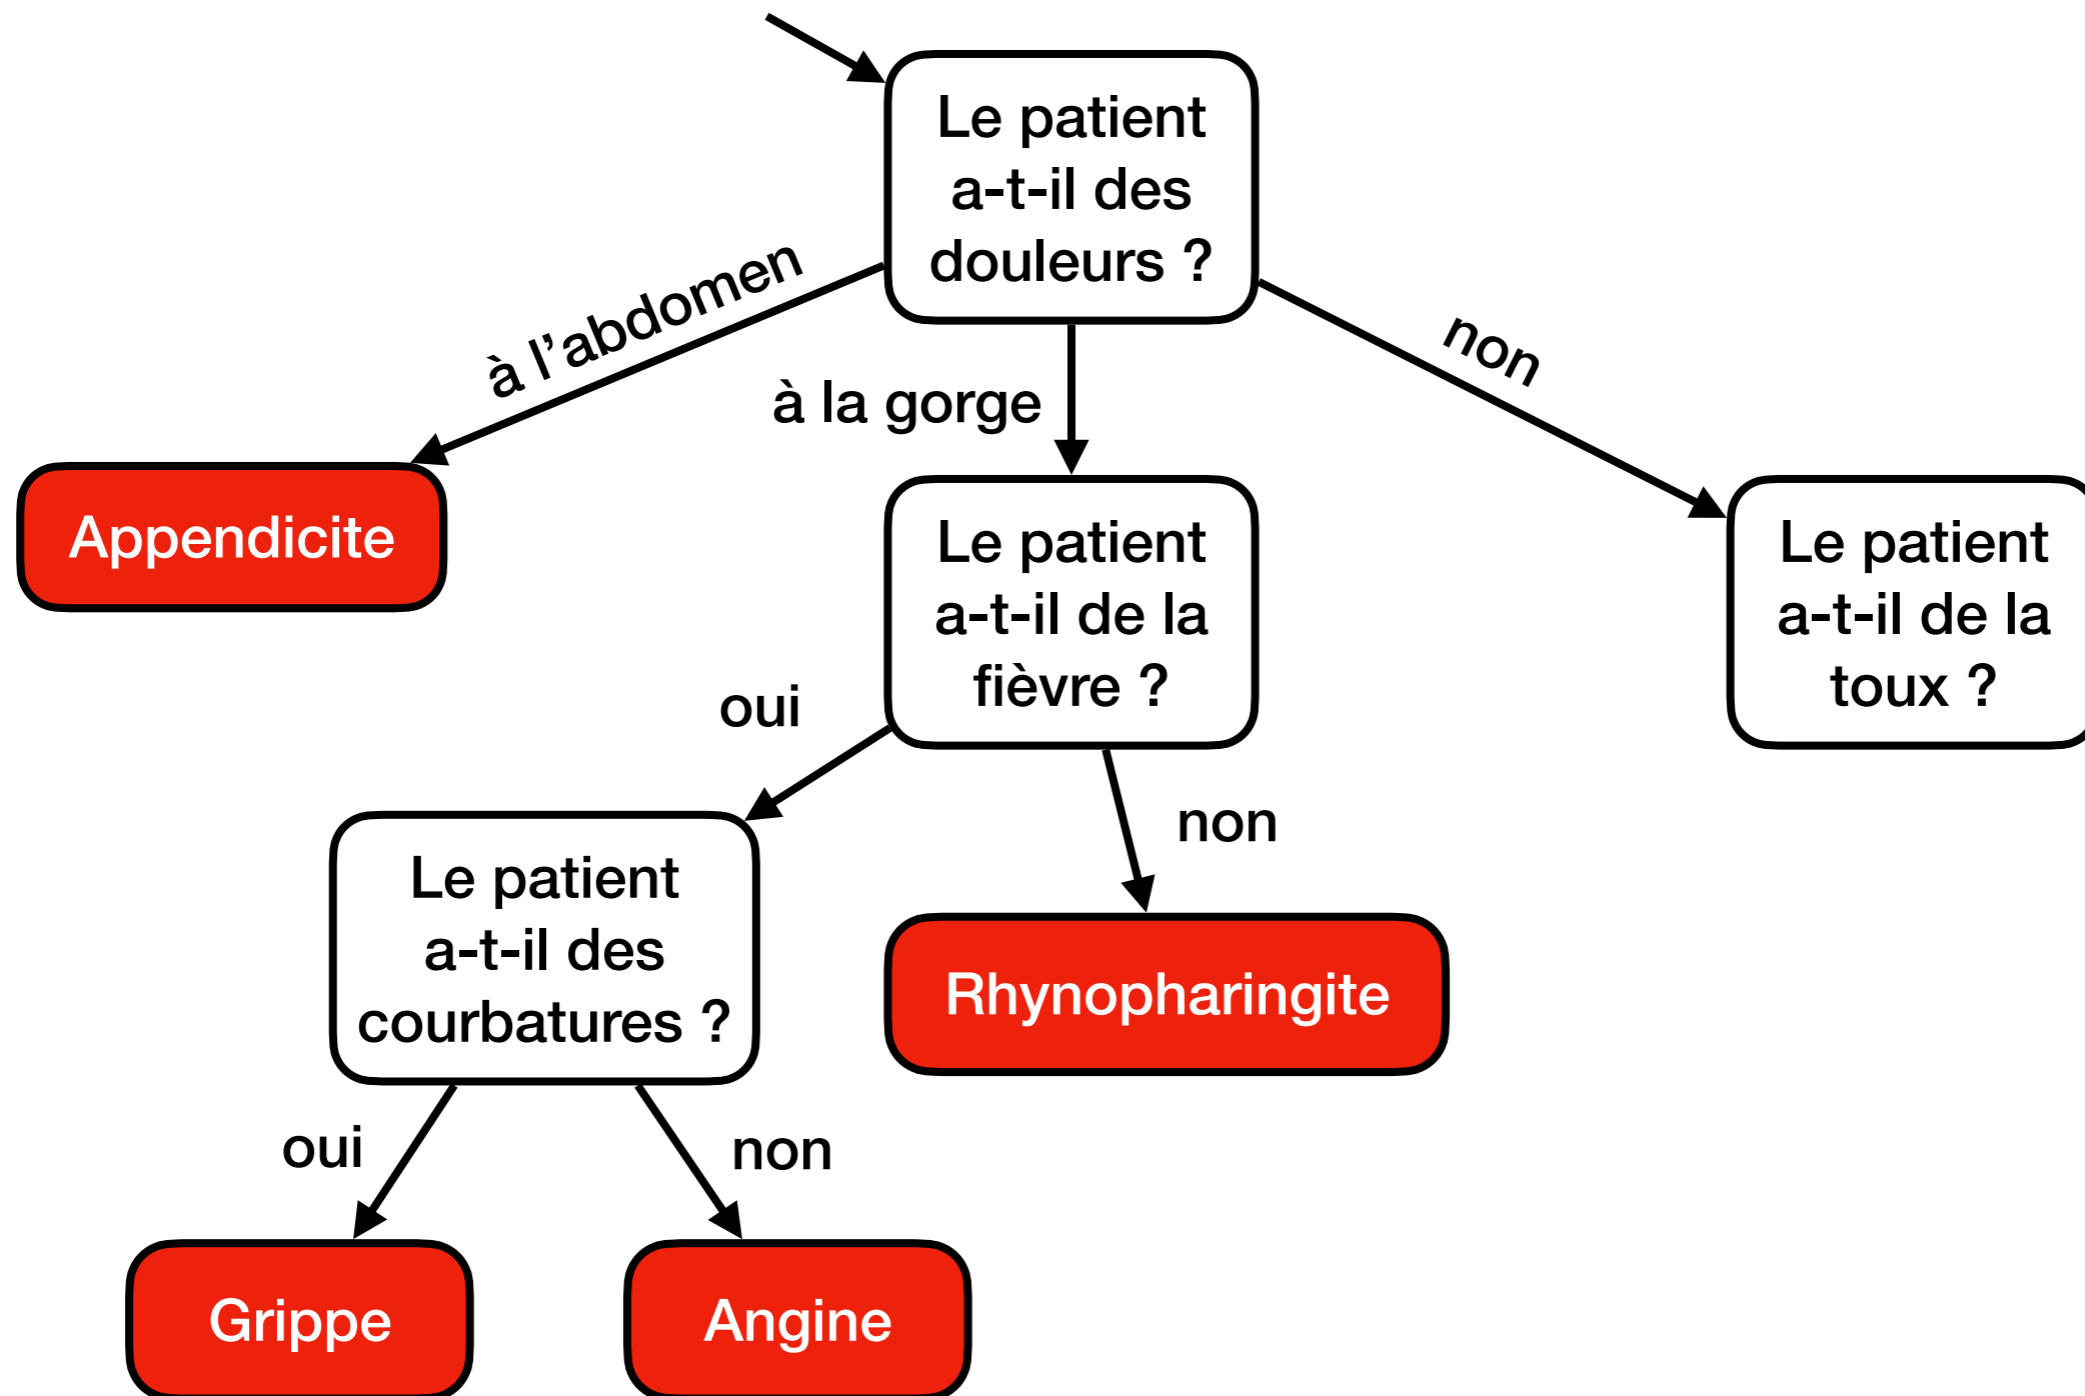 Le patient
a-t-il des
douleurs ?
à l'abdomen
à la gorge
non
Appendicite
Le patient
a-t-il de la
fièvre ?
Le patient
a-t-il de la
toux ?
oui
non
Le patient
a-t-il des
courbatures ?
Rhynopharingite
oui
non
Grippe
Angine